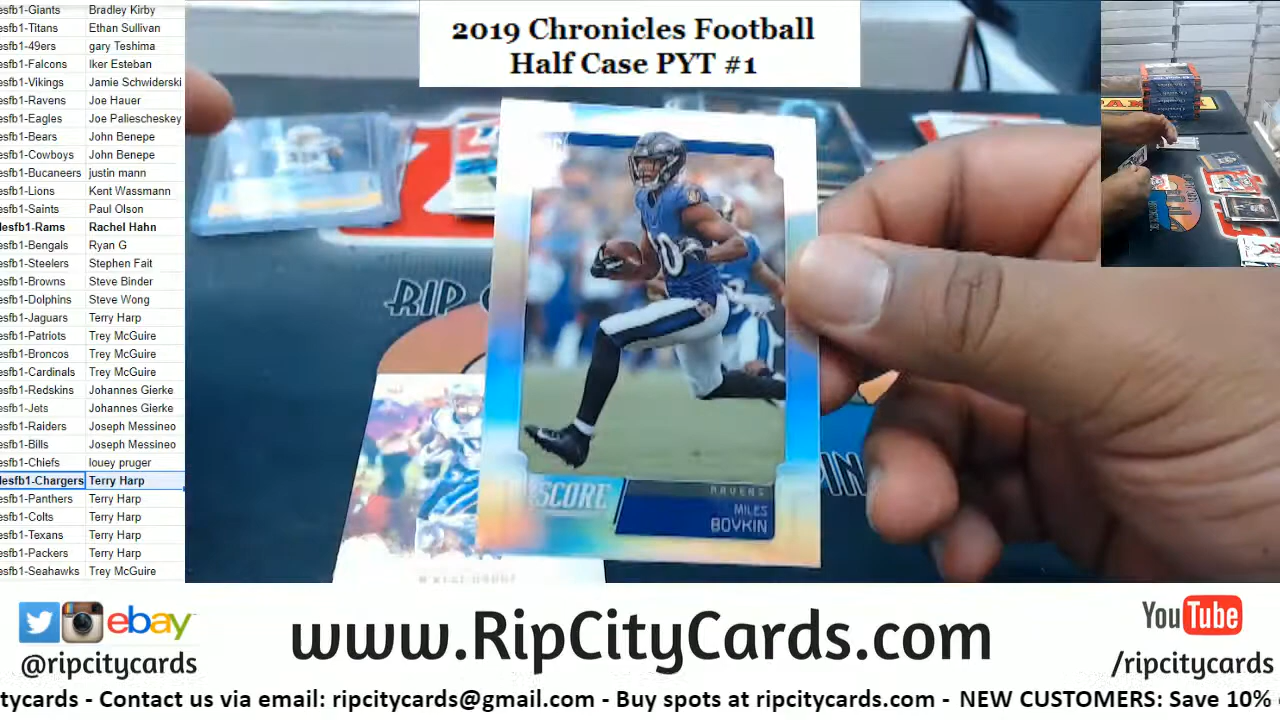 esfb1-Giants Bradley Kirby
esfb1-Titans Ethan Sullivan
esfb1-49ers gary Teshima
esfb1-Falcons Iker Esteban
esfb1-Vikings Jamie Schwiderski
esfb1-Ravens Joe Hauer
esfb1-Eagles Joe Palieschesky
esfb1-Bears John Benepe
esfb1-Cowboys John Benepe
esfb1-Bucaneers justin mann
esfb1-Lions Kent Wassmann
esfb1-Saints Paul Olson
esfb1-Rams Rachel Hahn
esfb1-Bengals Ryan G
esfb1-Steelers Stephen Fait
esfb1-Browns Steve Binder
esfb1-Dolphins Steve Wong
esfb1-Jaguars Terry Harp
esfb1-Patriots Trey McGuire
esfb1-Broncos Trey McGuire
esfb1-Cardinals Trey McGuire
esfb1-Redskins Johannes Gierke
esfb1-Jets Johannes Gierke
esfb1-Raiders Joseph Messineo
esfb1-Bills Joseph Messineo
esfb1-Chiefs louey pruger
lesfb1-Chargers Terry Harp
esfb1-Panthers Terry Harp
esfb1-Colts Terry Harp
esfb1-Texans Terry Harp
esfb1-Packers Terry Harp
esfb1-Seahawks Trey McGuire
2019 Chronicles Football
Half Case PYT #1
RIP
SCORE
RAVENS
MILES
BOYKIN
ebay
@ripcitycards
www.RipCityCards.com
YouTube
/ripcitycards
tycards - Contact us via email: ripcitycards@gmail.com - Buy spots at ripcitycards.com - NEW CUSTOMERS: Save 10%